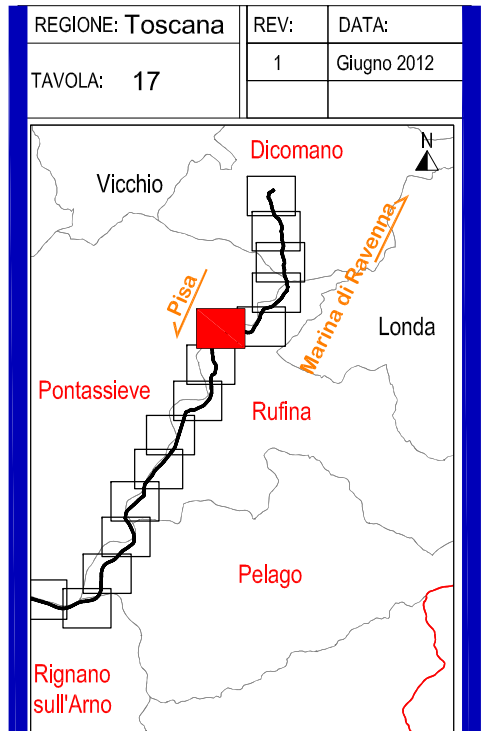 REGIONE: Toscana
REV:
DATA:
TAVOLA: 17
1
Giugno 2012
N
Dicomano
Vicchio
Marina di Ravenna
Pisa
Londa
Pontassieve
Rufina
Pelago
Rignano
sull'Arno